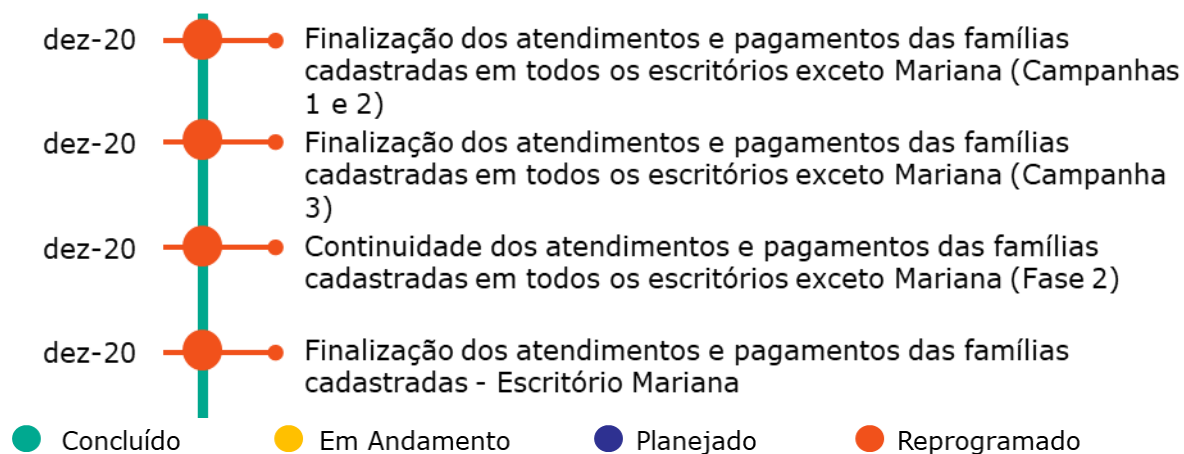 dez-20
Finalização dos atendimentos e pagamentos das famílias
cadastradas em todos os escritórios exceto Mariana (Campanhas
1 e 2)
dez-20
Finalização dos atendimentos e pagamentos das famílias
cadastradas em todos os escritórios exceto Mariana (Campanha
3)
dez-20
Continuidade dos atendimentos e pagamentos das famílias
cadastradas em todos os escritórios exceto Mariana (Fase 2)
dez-20
Finalização dos atendimentos e pagamentos das famílias
cadastradas - Escritório Mariana
Concluído
Em Andamento
Planejado
Reprogramado